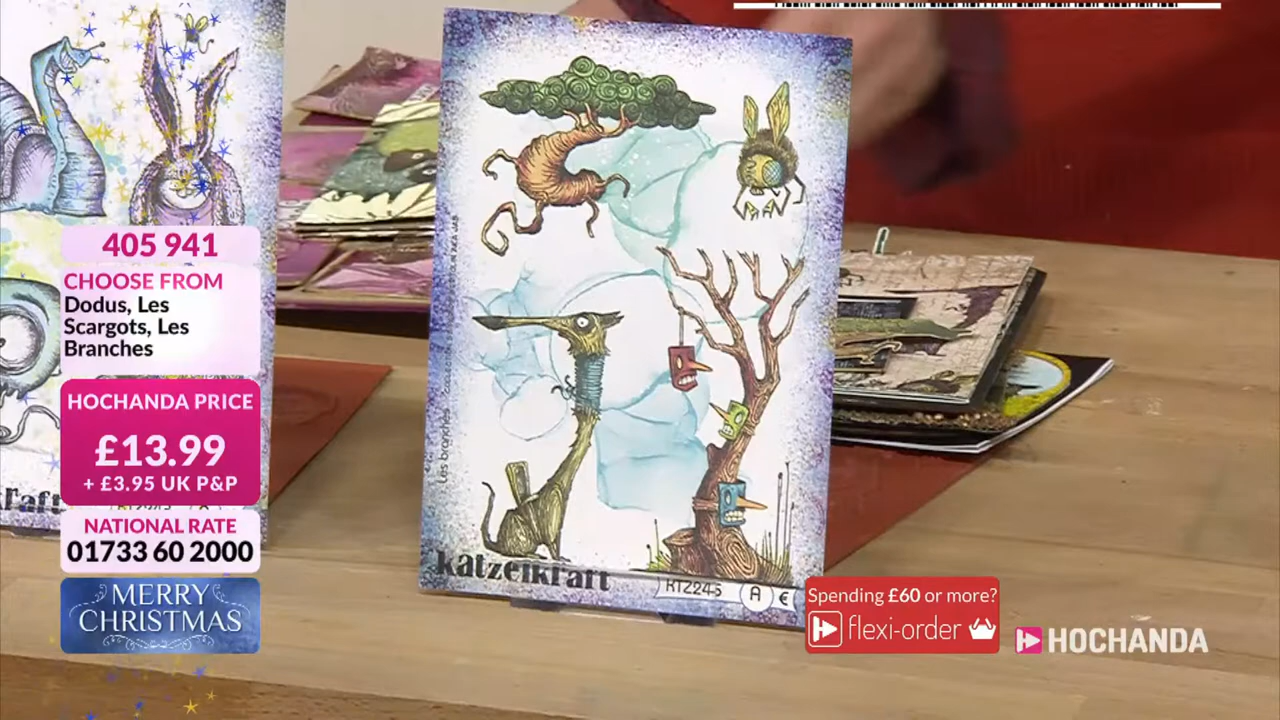 405 941
CHOOSE FROM
Dodus, Les
Scargots, Les
Branches
HOCHANDA PRICE
£13.99
+ £3.95 UK P&P
NATIONAL RATE
01733 60 2000
MERRY
CHRISTMAS
Les branches
katzelkraft
KTZ245
A
€
Spending £60 or more?
flexi-order
HOCHANDA